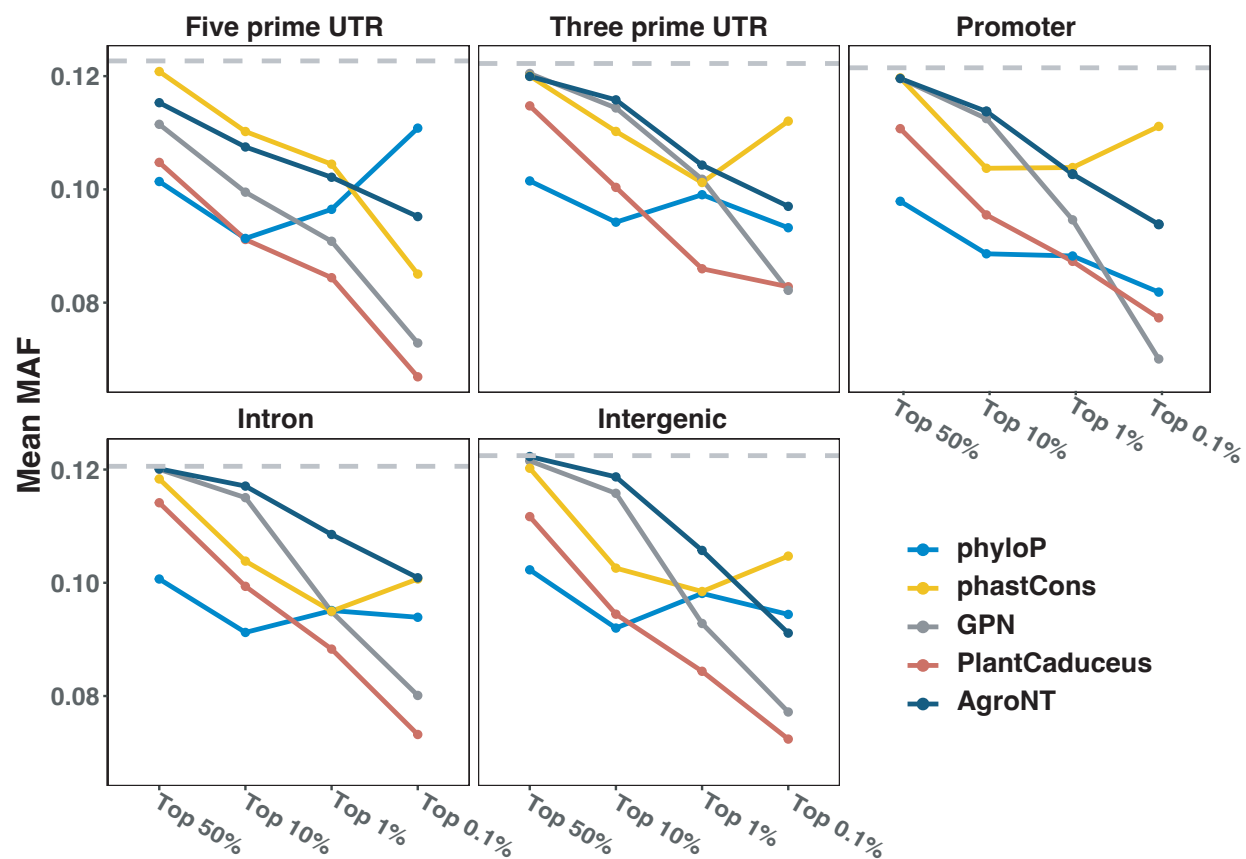 Five prime UTR
Three prime UTR
Promoter
0.12
0.10
0.08
Top 50%
Top 10%
Top 1%
Top 0.1%
Mean MAF
Intron
Intergenic
0.12
0.10
0.08
Top 50%
Top 10%
Top 1%
Top 0.1%
Top 50%
Top 10%
Top 1%
Top 0.1%
phyloP
phastCons
GPN
PlantCaduceus
AgroNT